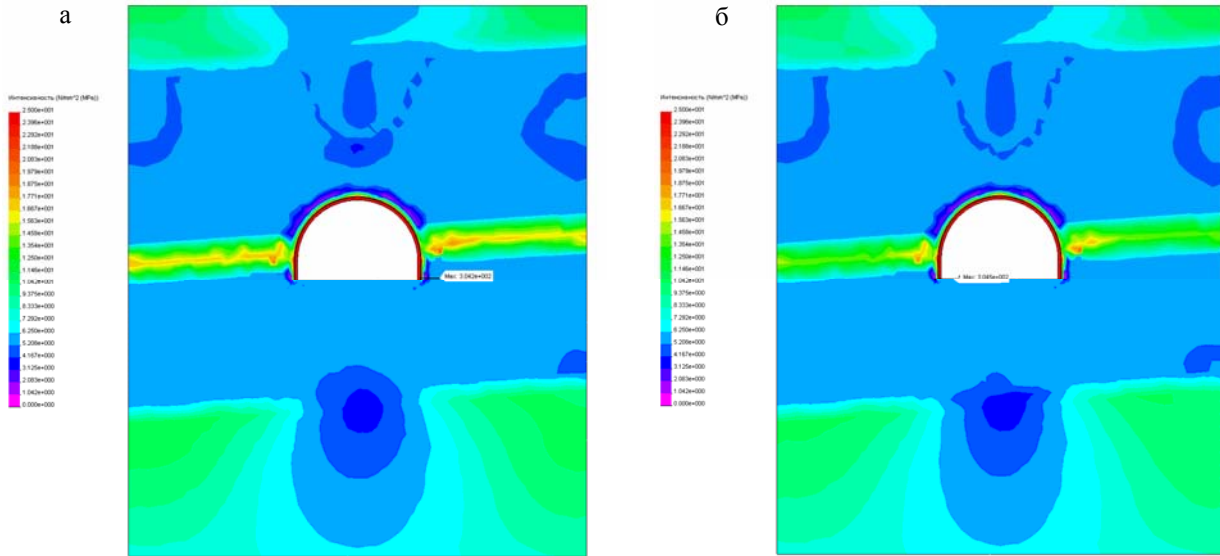 а
б
Интенсивность (N/mm^2 (MPa))
2.500e+001
2.396e+001
2.292e+001
2.188e+001
2.083e+001
1.979e+001
1.875e+001
1.771e+001
1.667e+001
1.563e+001
1.458e+001
1.354e+001
1.250e+001
1.146e+001
1.042e+001
9.375e+000
8.333e+000
7.292e+000
6.250e+000
5.208e+000
4.167e+000
3.125e+000
2.083e+000
1.042e+000
0.000e+000
Max: 3.042e+002
Интенсивность (N/mm^2 (MPa))
2.500e+001
2.396e+001
2.292e+001
2.188e+001
2.083e+001
1.979e+001
1.875e+001
1.771e+001
1.667e+001
1.563e+001
1.458e+001
1.354e+001
1.250e+001
1.146e+001
1.042e+001
9.375e+000
8.333e+000
7.292e+000
6.250e+000
5.208e+000
4.167e+000
3.125e+000
2.083e+000
1.042e+000
0.000e+000
Max: 3.045e+002